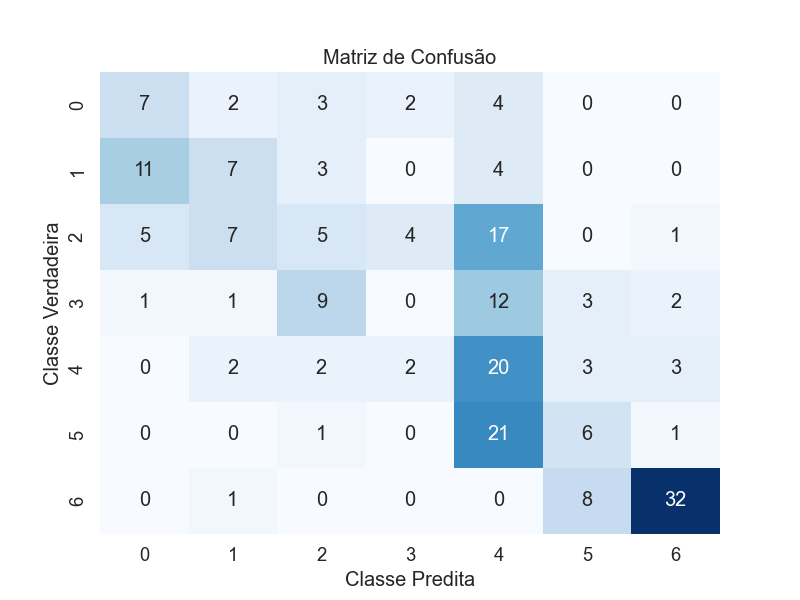 Matriz de Confusão
0 7 2 3 2 4 0 0
1 11 7 3 0 4 0 0
2 5 7 5 4 17 0 1
3 1 1 9 0 12 3 2
4 0 2 2 2 20 3 3
5 0 0 1 0 21 6 1
6 0 1 0 0 0 8 32
Classe Verdadeira
0 1 2 3 4 5 6
Classe Predita